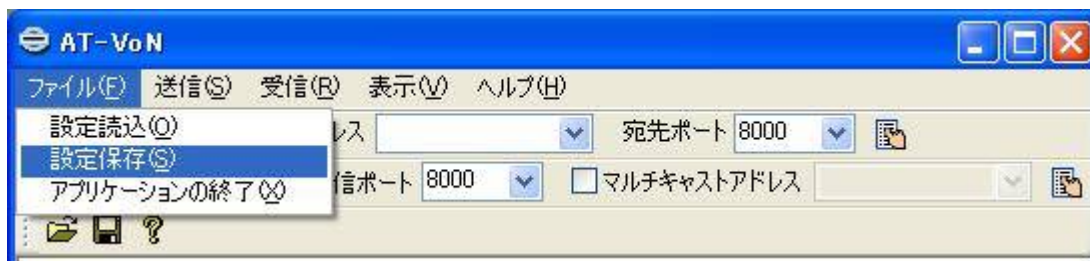 AT-VoN
ファイル(F) 送信(S) 受信(R) 表示(V) ヘルプ(H)
設定読込(O)
レス 宛先ポート 8000
設定保存(S)
信ポート 8000 マルチキャストアドレス
アプリケーションの終了(X)